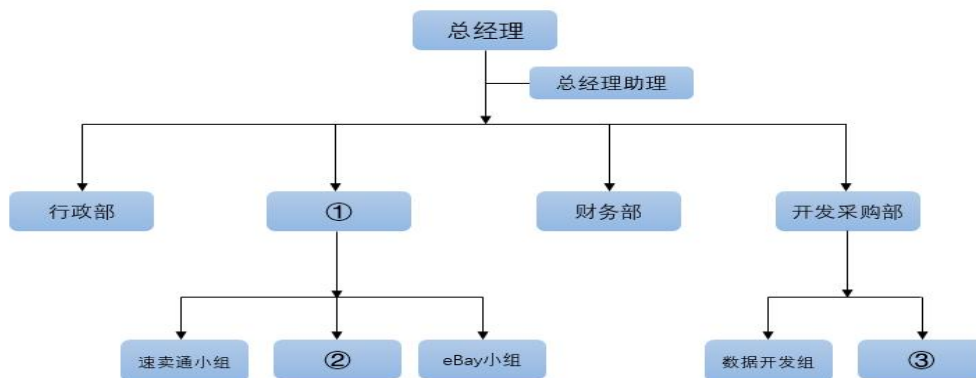 总经理
总经理助理
行政部
①
财务部
开发采购部
速卖通小组
②
eBay小组
数据开发组
③